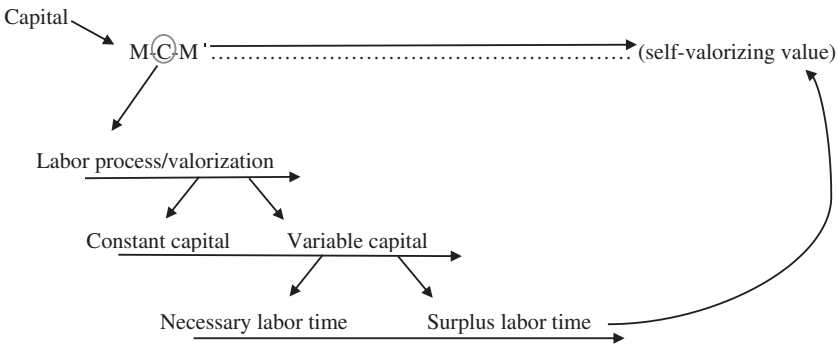 Capital
M-C-M' (self-valorizing value)
Labor process/valorization
Constant capital Variable capital
Necessary labor time Surplus labor time